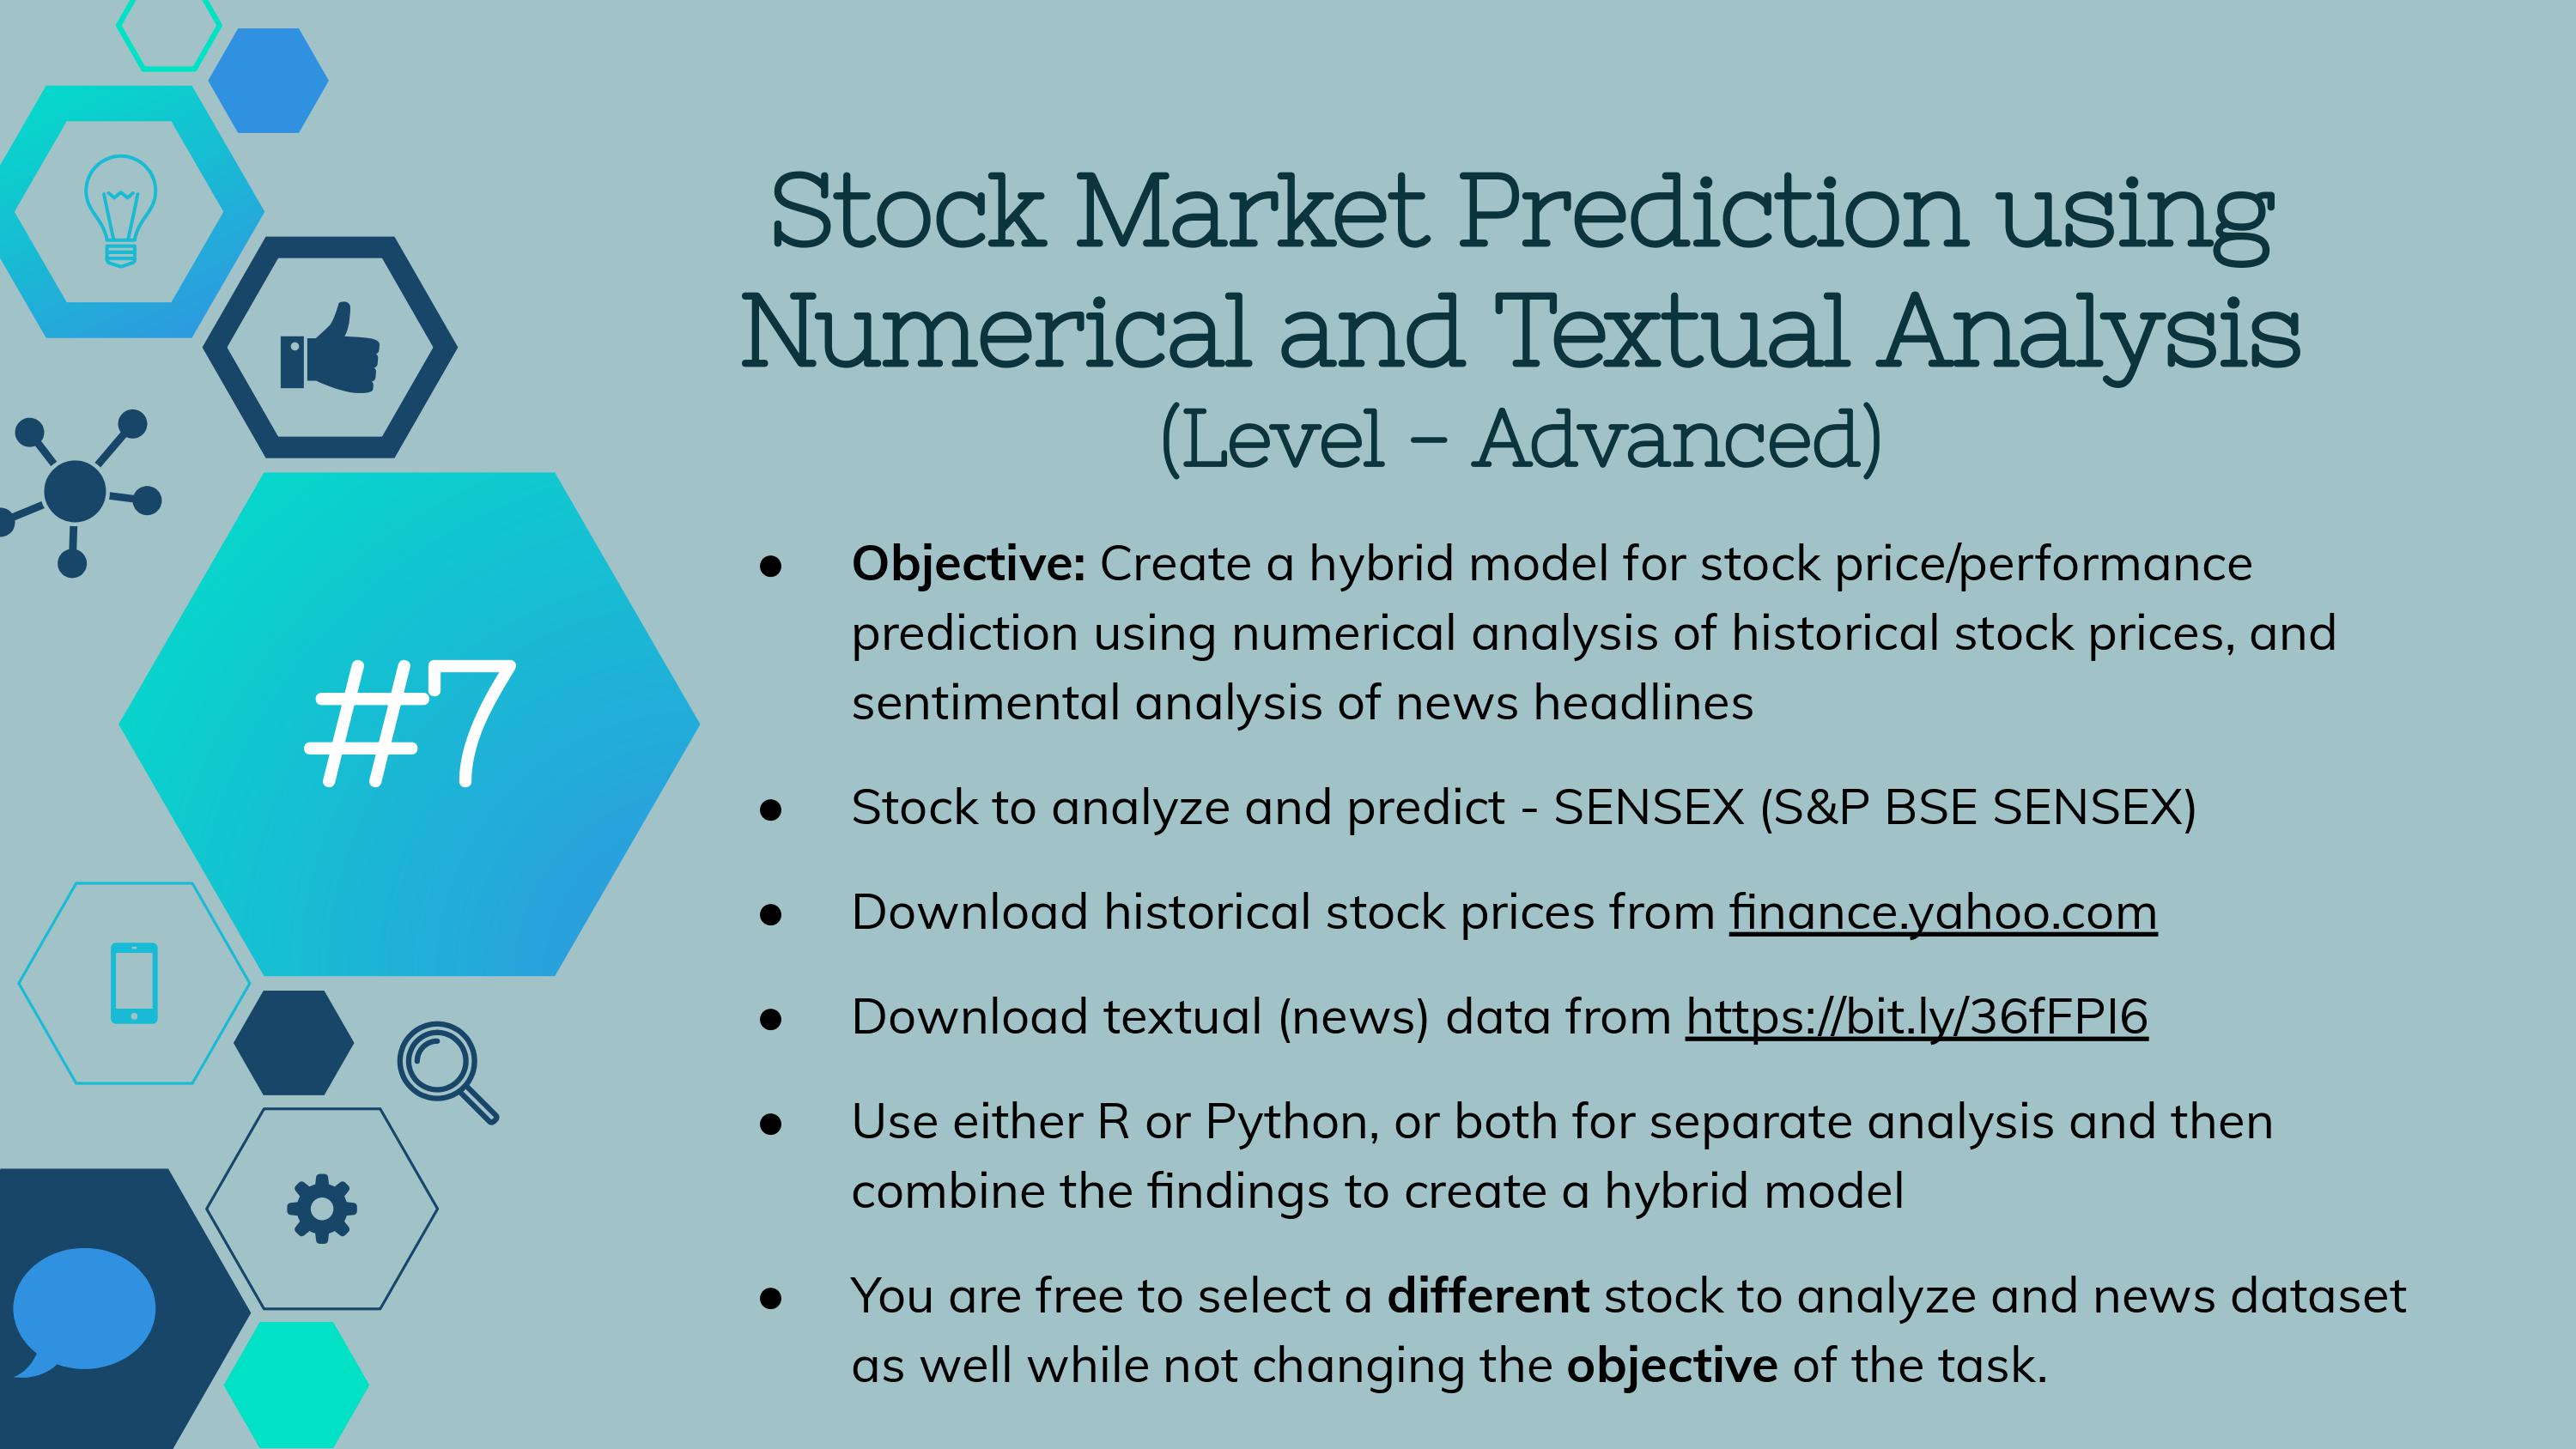 Stock Market Prediction using
Numerical and Textual Analysis
(Level - Advanced)
#7
● Objective: Create a hybrid model for stock price/performance
prediction using numerical analysis of historical stock prices, and
sentimental analysis of news headlines
● Stock to analyze and predict - SENSEX (S&P BSE SENSEX)
● Download historical stock prices from finance.yahoo.com
● Download textual (news) data from https://bit.ly/36fFPI6
● Use either R or Python, or both for separate analysis and then
combine the findings to create a hybrid model
● You are free to select a different stock to analyze and news dataset
as well while not changing the objective of the task.